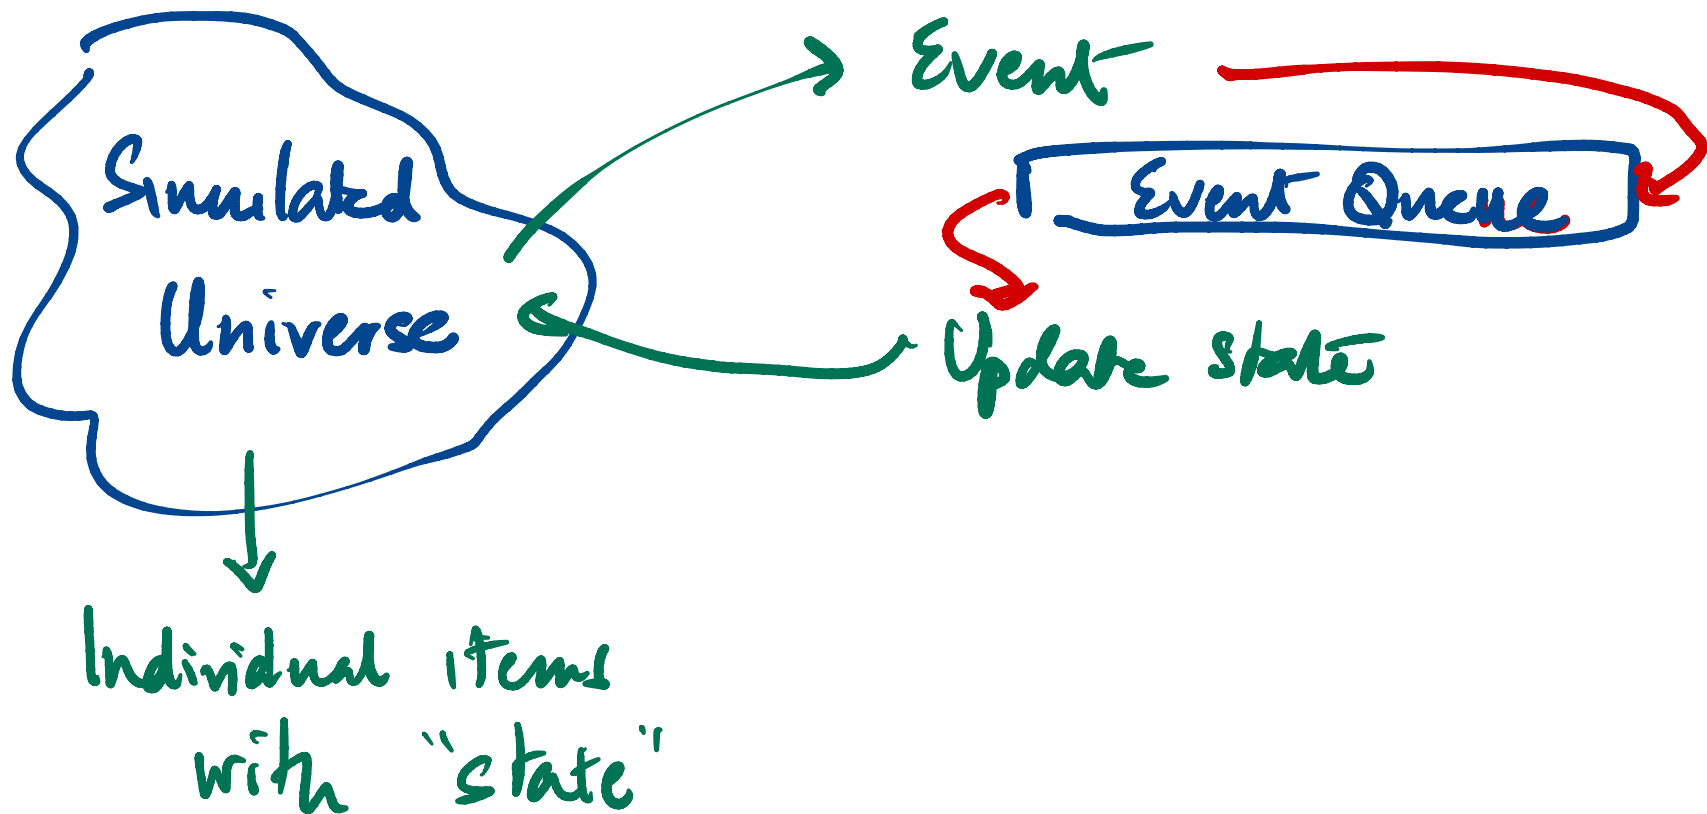 Event
Event Queue
Simulated
Universe
Update state
Individual items
with "state"